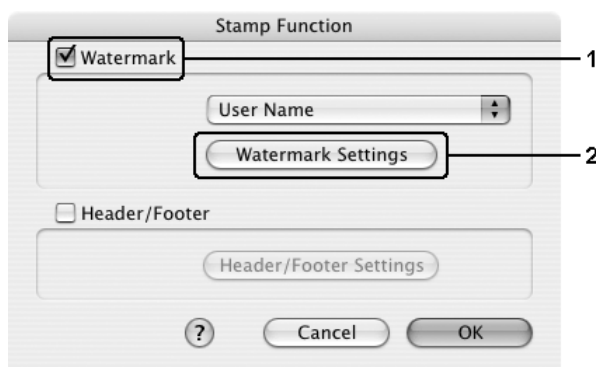 Stamp Function
Watermark
1
User Name
Watermark Settings
2
Header/Footer
Header/Footer Settings
?
Cancel
OK